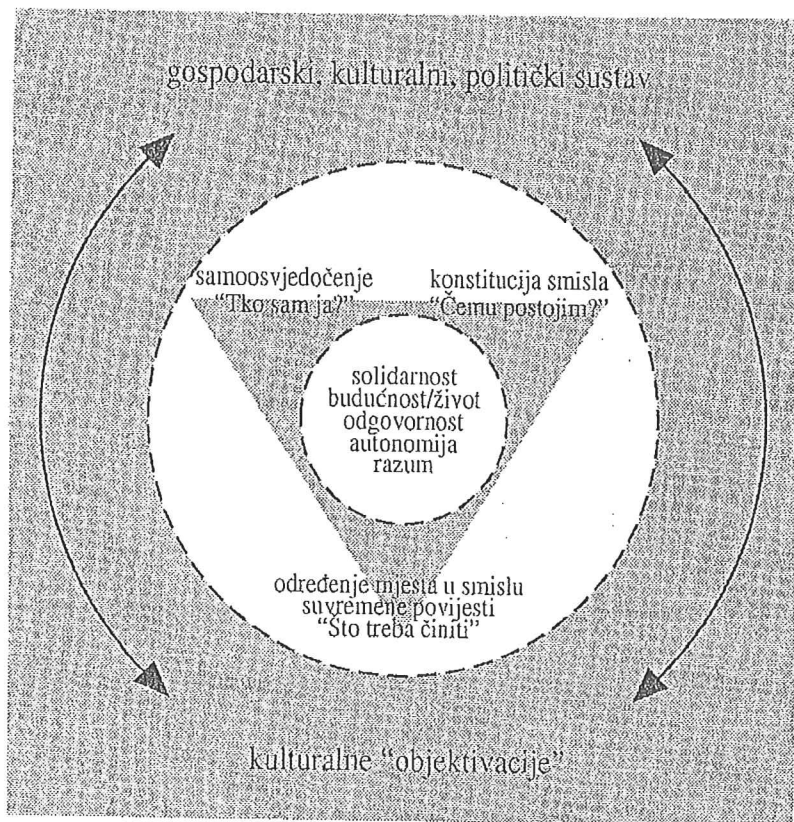 gospodarski, kulturalni, politički sustav
samoosvjedočenje
“Tko sam ja?”
konstitucija smisla
“Čemu postojim?”
solidarnost
budućnost/život
odgovornost
autonomija
razum
određenje mjesta u smislu
suvremene povijesti
“Što treba činiti”
kulturalne “objektivacije”